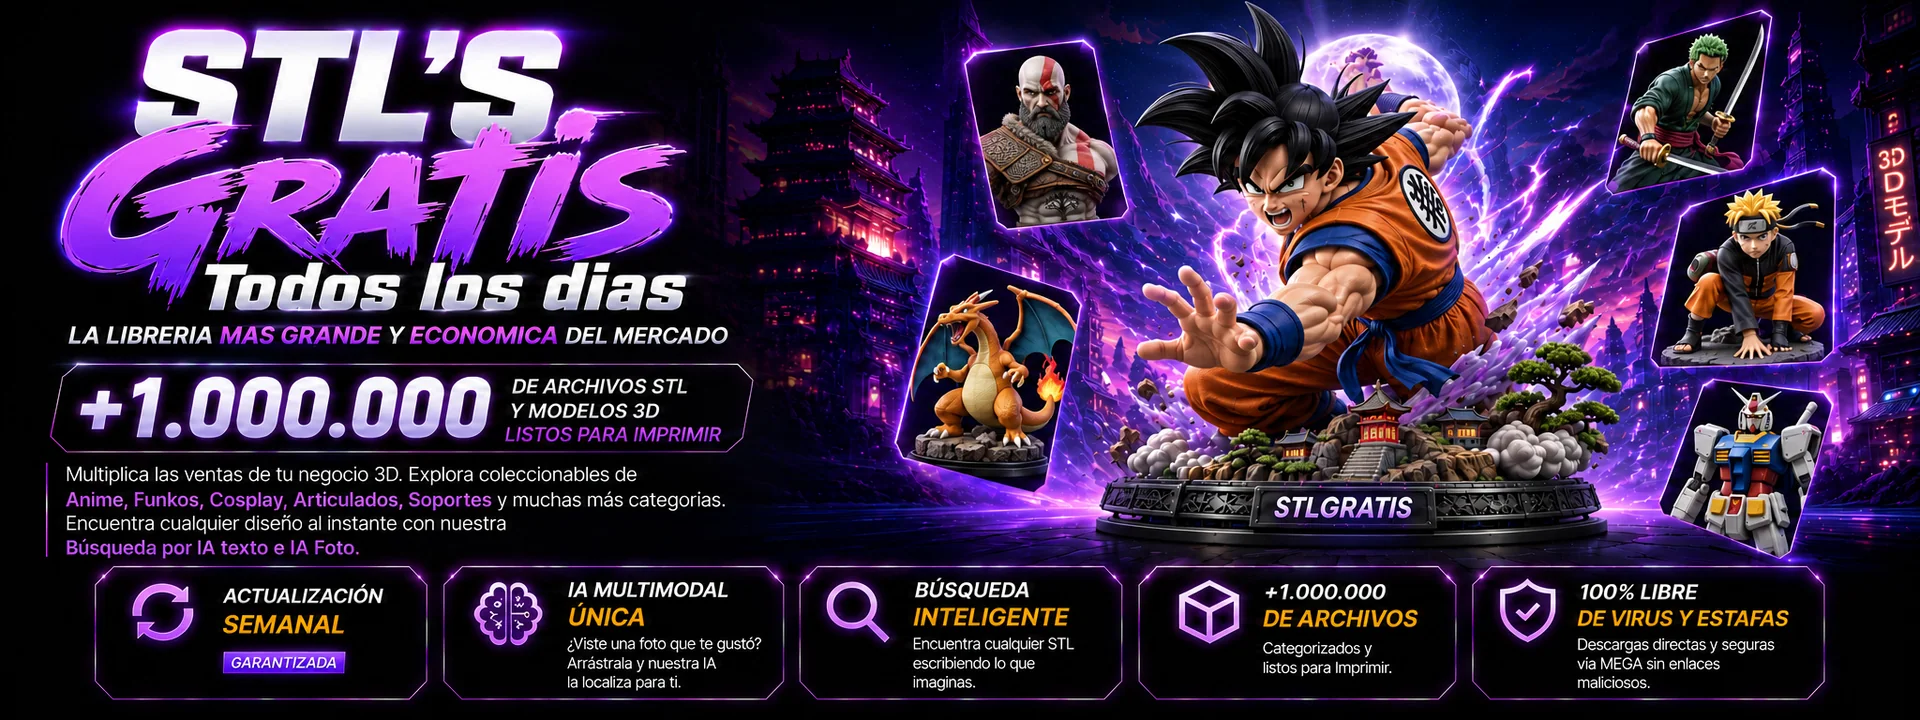 STL'S
GRATIS
Todos los dias
LA LIBRERIA MAS GRANDE Y ECONOMICA DEL MERCADO
+1.000.000
DE ARCHIVOS STL
Y MODELOS 3D
LISTOS PARA IMPRIMIR
Multiplica las ventas de tu negocio 3D. Explora coleccionables de
Anime, Funkos, Cosplay, Articulados, Soportes y muchas más categorias.
Encuentra cualquier diseño al instante con nuestra
Búsqueda por IA texto e IA Foto.
STLGRATIS
3Dモデル
ACTUALIZACIÓN
SEMANAL
GARANTIZADA
IA MULTIMODAL
ÚNICA
¿Viste una foto que te gustó?
Arrástrala y nuestra IA
la localiza para ti.
BÚSQUEDA
INTELIGENTE
Encuentra cualquier STL
escribiendo lo que
imaginas.
+1.000.000
DE ARCHIVOS
Categorizados y
listos para Imprimir.
100% LIBRE
DE VIRUS Y ESTAFAS
Descargas directas y seguras
via MEGA sin enlaces
maliciosos.